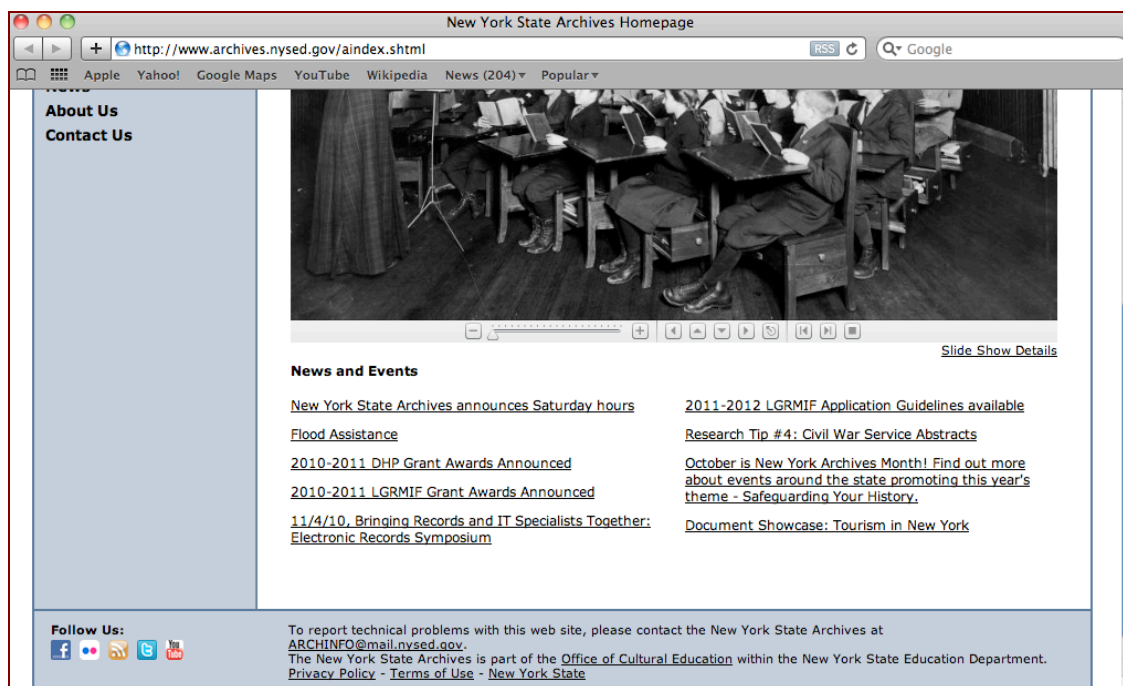 New York State Archives Homepage
http://www.archives.nysed.gov/aindex.shtml
RSS
Google
Apple Yahoo! Google Maps YouTube Wikipedia News (204) Popular
News
About Us
Contact Us
Slide Show Details
News and Events
New York State Archives announces Saturday hours
Flood Assistance
2010-2011 DHP Grant Awards Announced
2010-2011 LGRMIF Grant Awards Announced
11/4/10, Bringing Records and IT Specialists Together:
Electronic Records Symposium
2011-2012 LGRMIF Application Guidelines available
Research Tip #4: Civil War Service Abstracts
October is New York Archives Month! Find out more
about events around the state promoting this year's
theme - Safeguarding Your History.
Document Showcase: Tourism in New York
Follow Us:
You
Tube
To report technical problems with this web site, please contact the New York State Archives at
ARCHINFO@mail.nysed.gov.
The New York State Archives is part of the Office of Cultural Education within the New York State Education Department.
Privacy Policy - Terms of Use - New York State